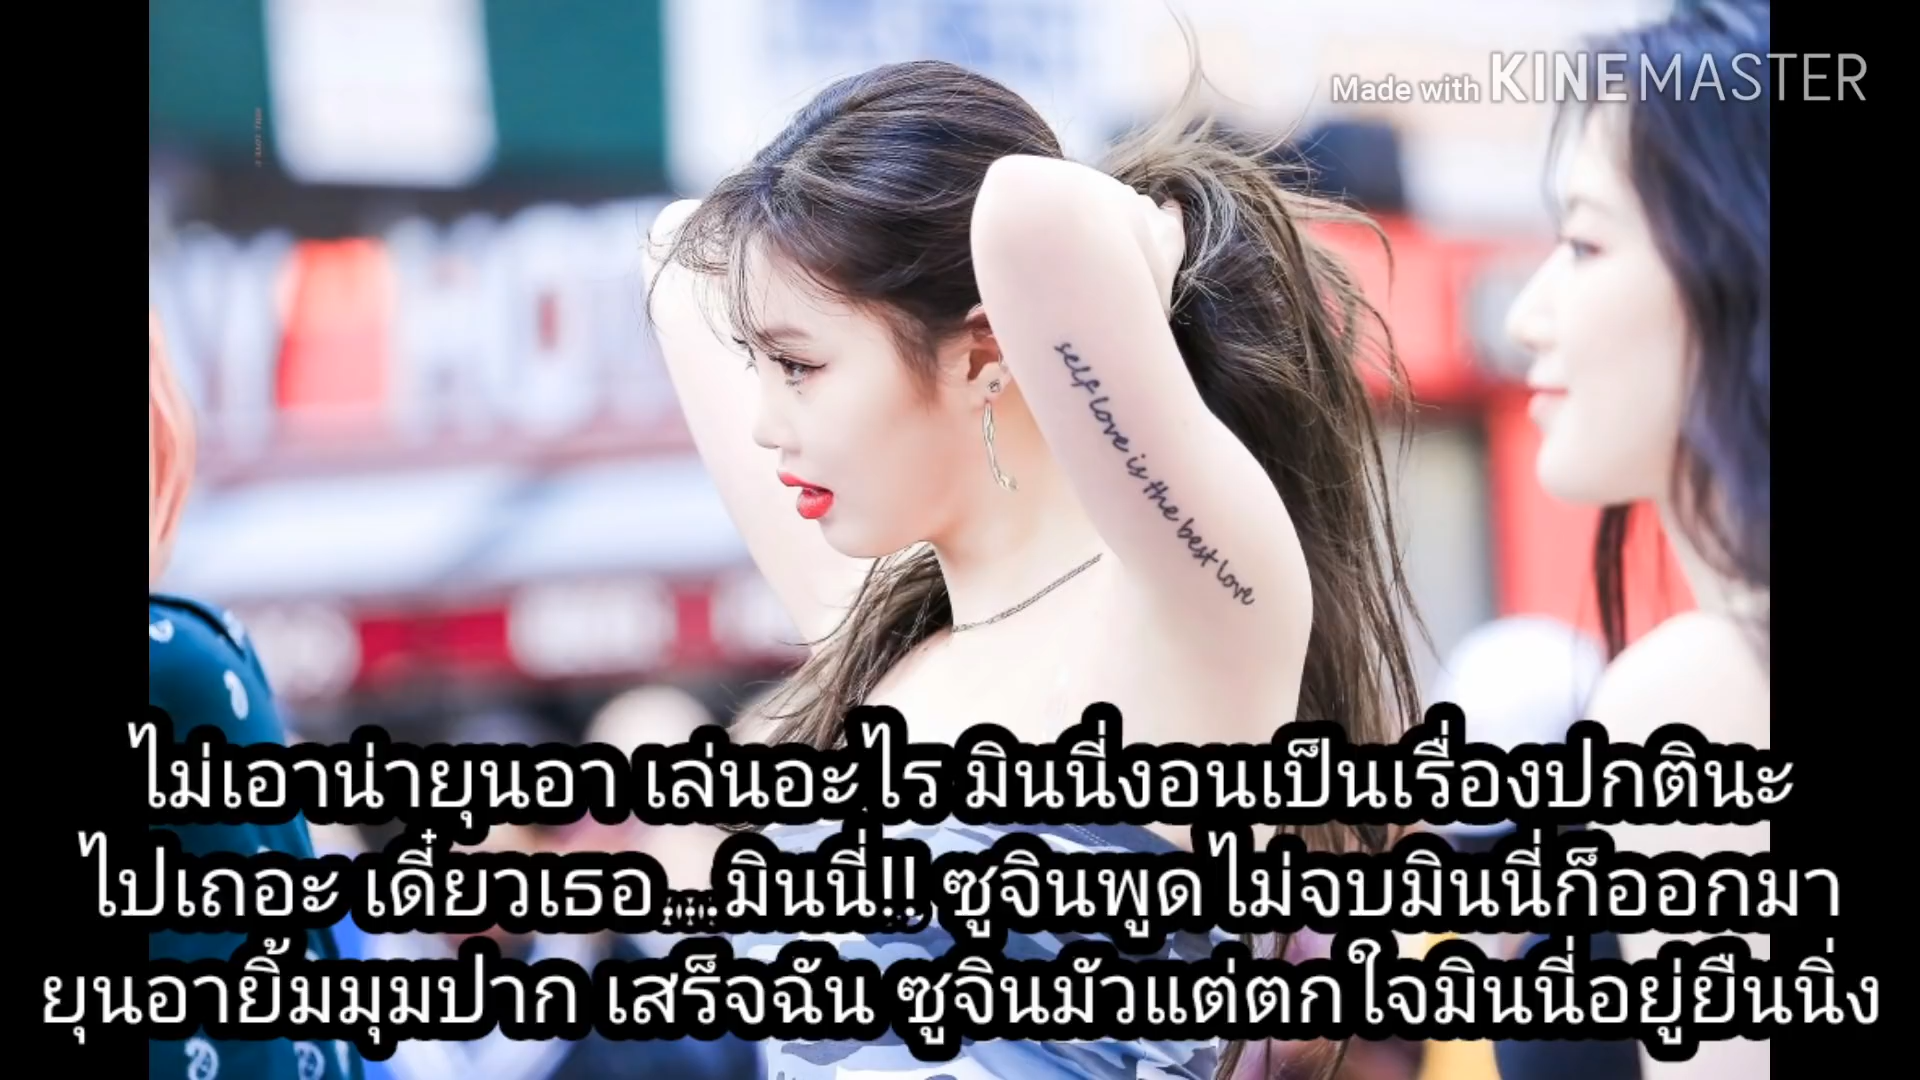 Made with KINEMASTER
self love is the best love
ไม่เอาน่ายุนอา เล่นอะไร มินนี่งอนเป็นเรื่องปกตินะ
ไปเถอะ เดี๋ยวเธอ,,,,มินนี่!! ซูจินพูดไม่จบมินนี่ก็ออกมา
ยุนอายิ้มมุมปาก เสร็จฉัน ซูจินมัวแต่ตกใจมินนี่อยู่ยืนนิ่ง